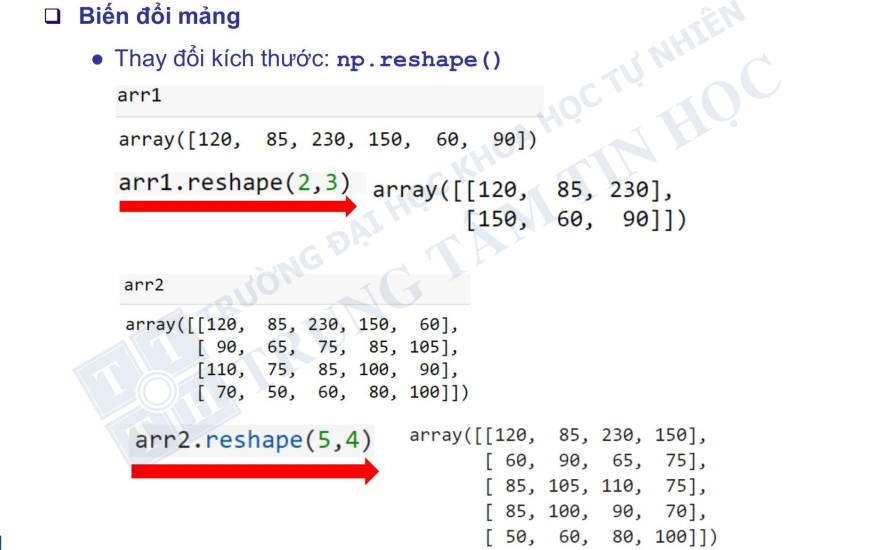 Biến đổi mảng
Thay đổi kích thước: np.reshape()
arr1
array([120,  85, 230, 150,  60,  90])
arr1.reshape(2,3)
array([[120,  85, 230],
[150,  60,  90]])
arr2
array([[120,  85, 230, 150,  60],
[ 90,  65,  75,  85, 105],
[110,  75,  85, 100,  90],
[ 70,  50,  60,  80, 100]])
arr2.reshape(5,4)
array([[120,  85, 230, 150],
[ 60,  90,  65,  75],
[ 85, 105, 110,  75],
[ 85, 100,  90,  70],
[ 50,  60,  80, 100]])
TRƯỜNG ĐẠI HỌC KHOA HỌC TỰ NHIÊN
TRUNG TÂM TIN HỌC
T T
T H